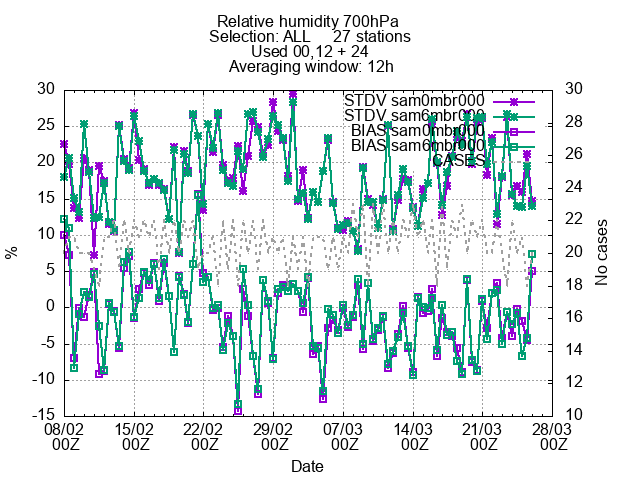 Relative humidity 700hPa
Selection: ALL 27 stations
Used 00,12 + 24
Averaging window: 12h
STDV sam0mbr000
STDV sam6mbr000
BIAS sam0mbr000
BIAS sam6mbr000
CASES
%
30
25
20
15
10
5
0
-5
-10
-15
30
28
26
24
22
20
18
16
14
12
10
No cases
08/02 15/02 22/02 29/02 07/03 14/03 21/03 28/03
00Z 00Z 00Z 00Z 00Z 00Z 00Z 00Z
Date